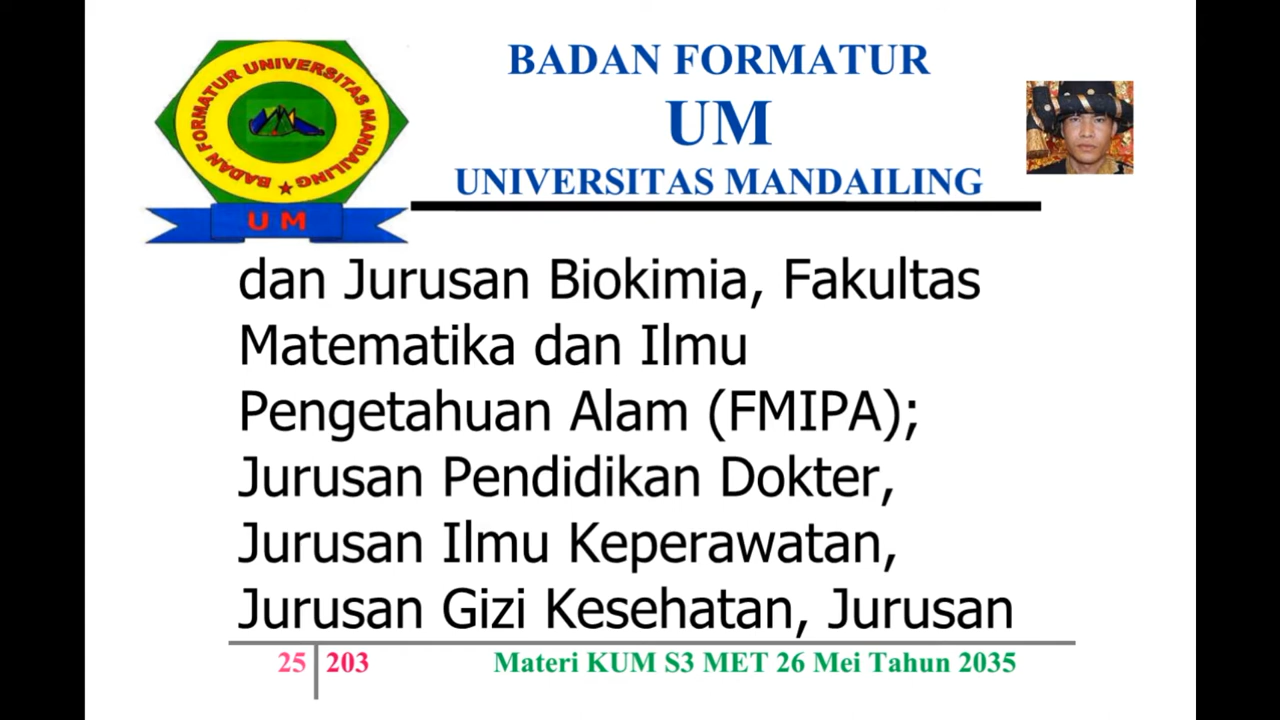 BADAN FORMATUR UNIVERSITAS MANDAILING
U M
BADAN FORMATUR
UM
UNIVERSITAS MANDAILING
dan Jurusan Biokimia, Fakultas
Matematika dan Ilmu
Pengetahuan Alam (FMIPA);
Jurusan Pendidikan Dokter,
Jurusan Ilmu Keperawatan,
Jurusan Gizi Kesehatan, Jurusan
25 203 Materi KUM S3 MET 26 Mei Tahun 2035